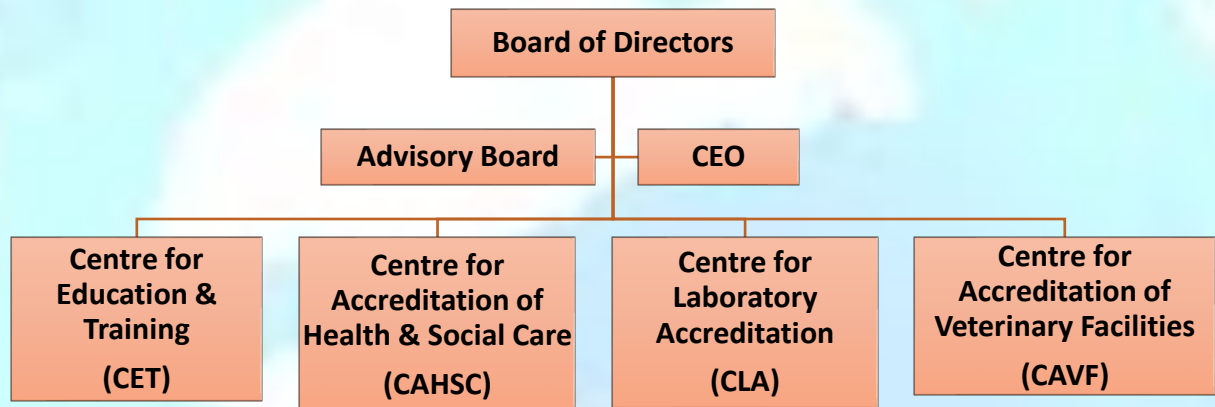 Board of Directors
Advisory Board
CEO
Centre for
Education &
Training
(CET)
Centre for
Accreditation of
Health & Social Care
(CAHSC)
Centre for
Laboratory
Accreditation
(CLA)
Centre for
Accreditation of
Veterinary Facilities
(CAVF)